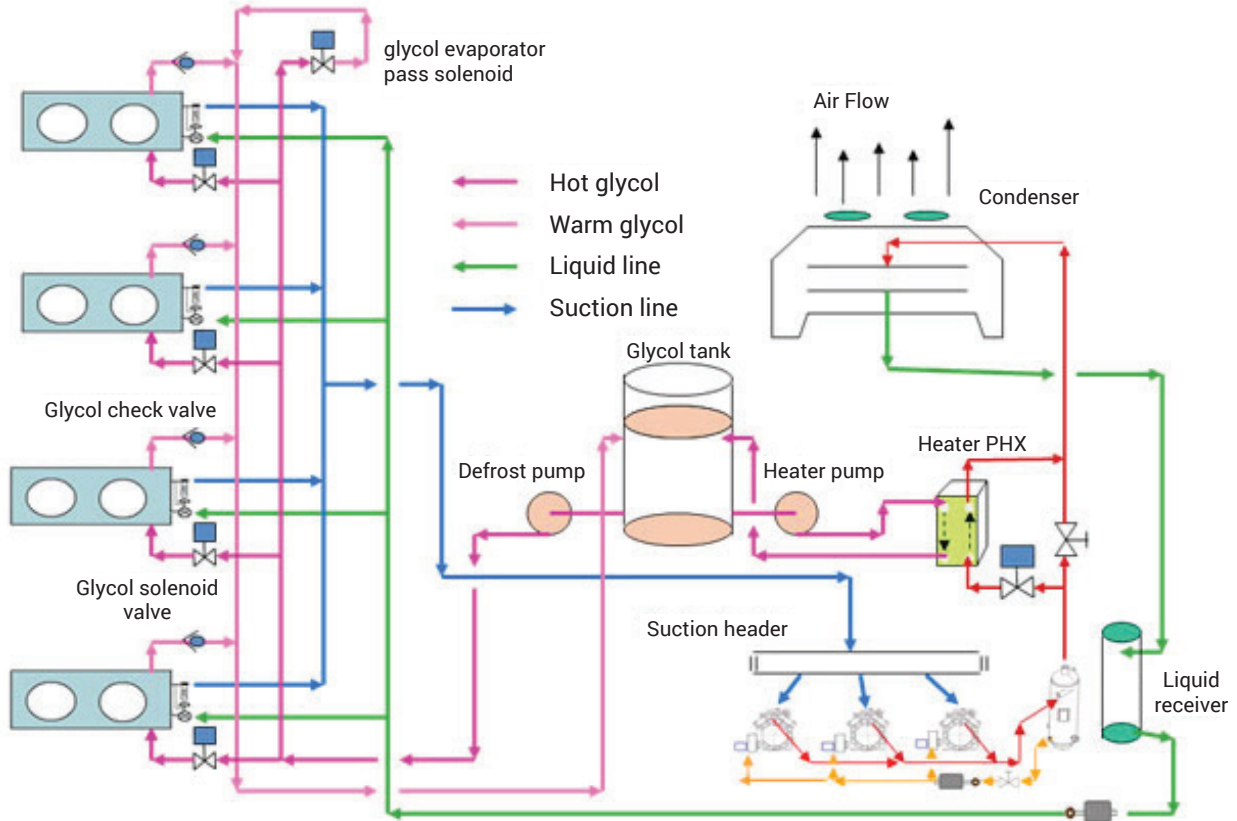 glycol evaporator
pass solenoid
Air Flow
Condenser
Hot glycol
Warm glycol
Liquid line
Suction line
Glycol tank
Glycol check valve
Defrost pump
Heater pump
Heater PHX
Glycol solenoid
valve
Suction header
Liquid
receiver